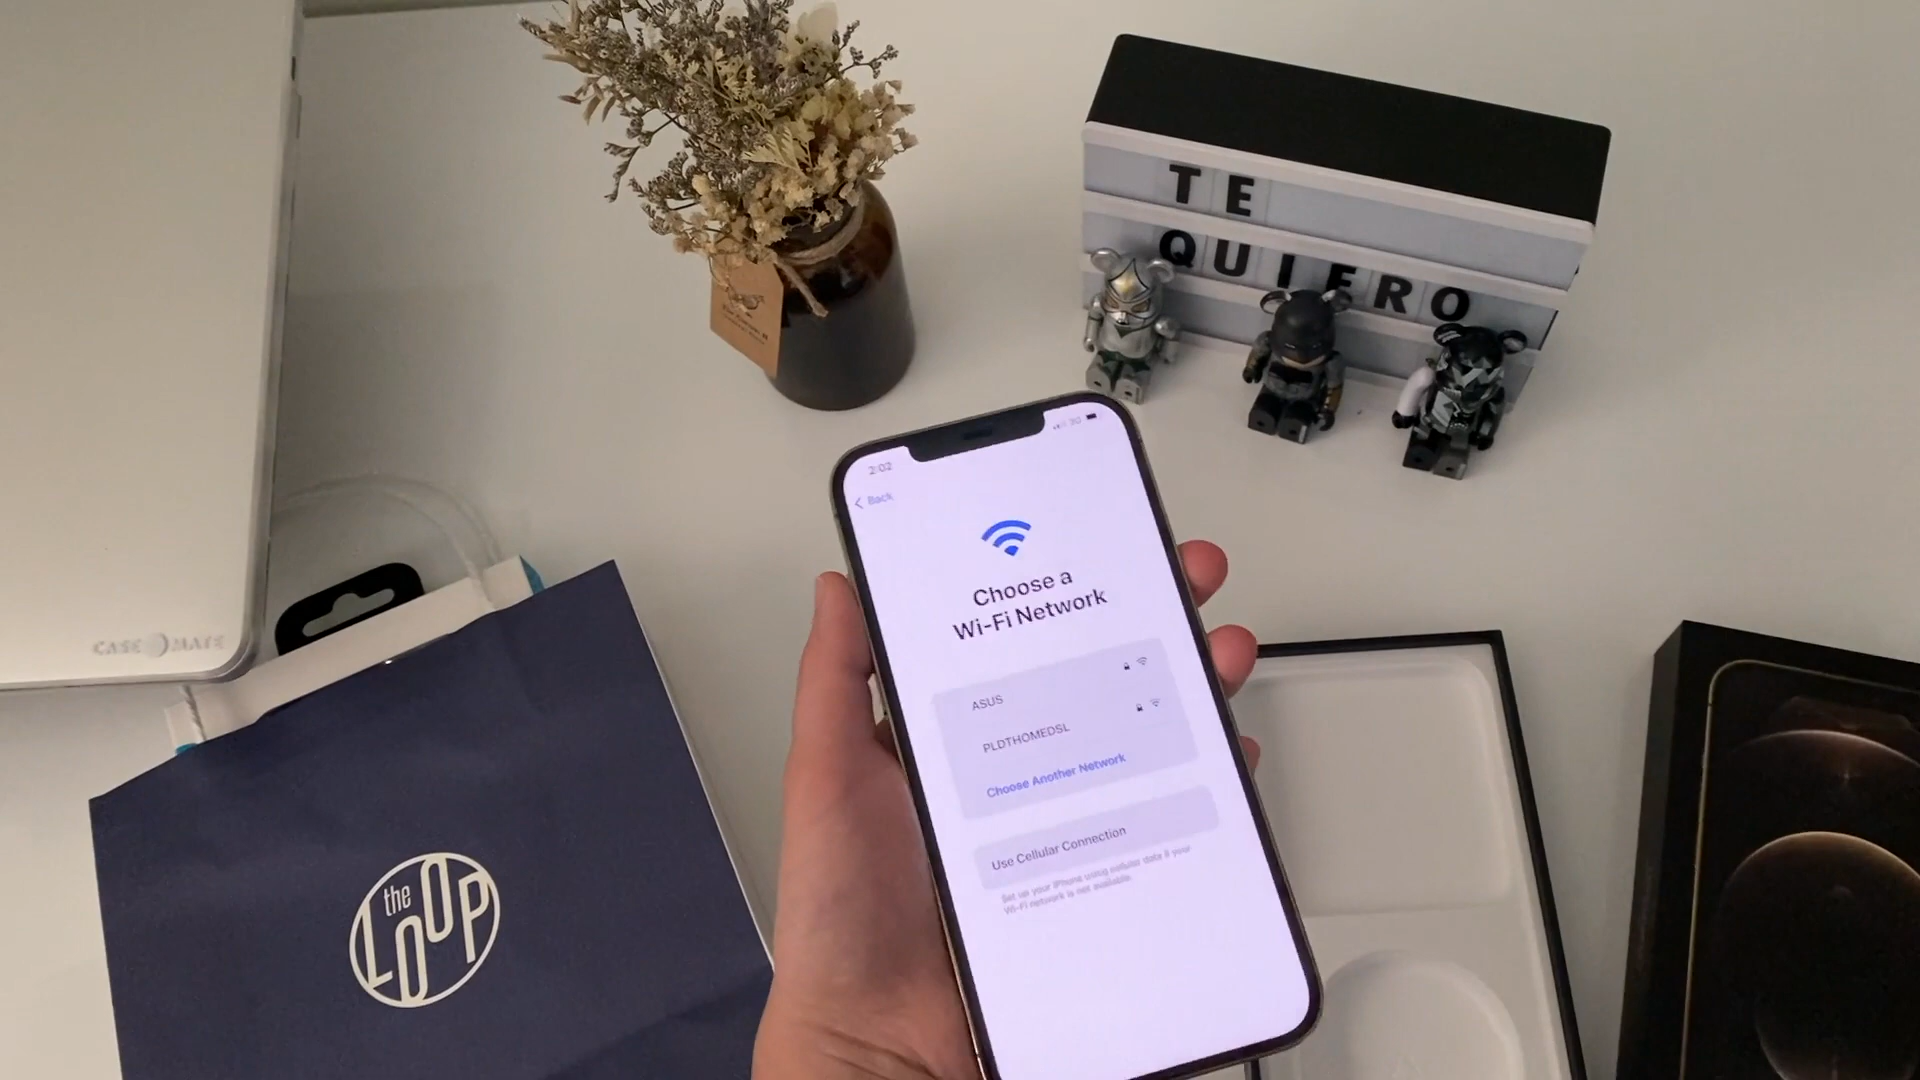 TE
QUIERO
CASE MATE
the
LOOP
2:02
3G
Back
Choose a
Wi-Fi Network
ASUS
PLDTHOMEDSL
Choose Another Network
Use Cellular Connection
Set up your iPhone using cellular data if your
Wi-Fi network is not available.